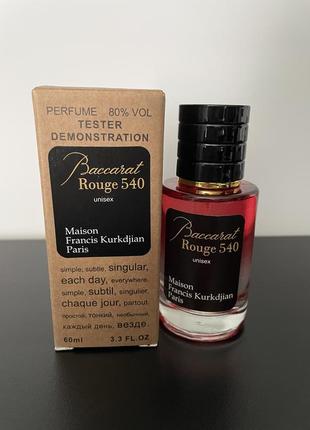 PERFUME 80% VOL
TESTER
DEMONSTRATION
Baccarat
Rouge 540
unisex
Maison
Francis Kurkdjian
Paris
simple, subtle, singular,
each day, everywhere.
simple, subtil, singulier,
chaque jour, partout.
простой, тонкий, необычный,
каждый день, везде.
60ml 3.3 FL.OZ
Baccarat
Rouge 540
unisex
Maison
Francis Kurkdjian
Paris